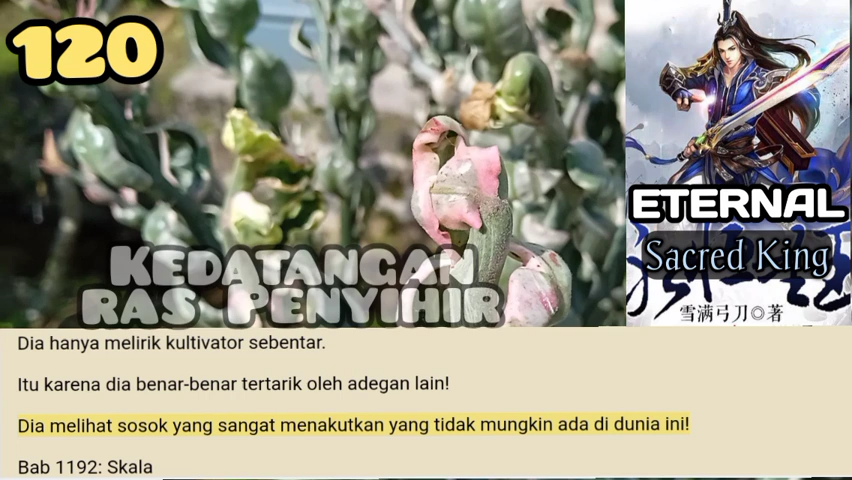 120
KEDATANGAN
RAS PENYIHIR
ETERNAL
Sacred King
雪满弓刀◎著
Dia hanya melirik kultivator sebentar.
Itu karena dia benar-benar tertarik oleh adegan lain!
Dia melihat sosok yang sangat menakutkan yang tidak mungkin ada di dunia ini!
Bab 1192: Skala